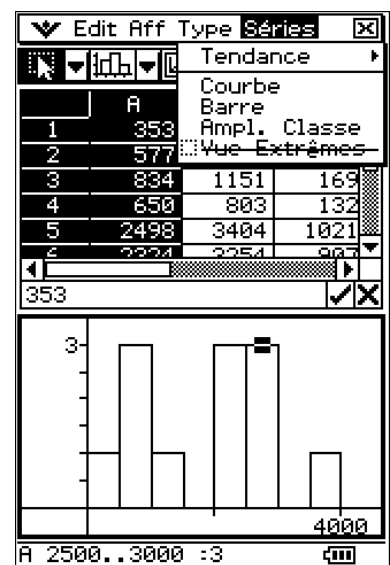 Edit Aff Type Séries
Tendance
Courbe
Barre
Ampl. Classe
Vue Extrêmes
A
1 353
2 577
3 834 1151 169
4 650 803 132
5 2498 3404 1021
353
3
4000
A 2500..3000 :3